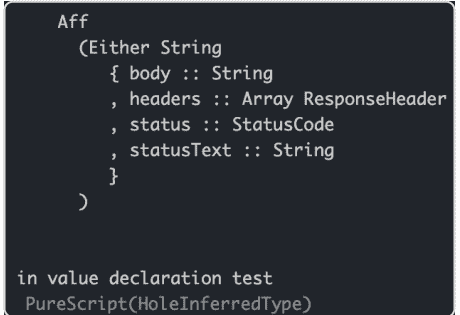 Aff
(Either String
{ body :: String
, headers :: Array ResponseHeader
, status :: StatusCode
, statusText :: String
}
)
in value declaration test
PureScript(HoleInferredType)